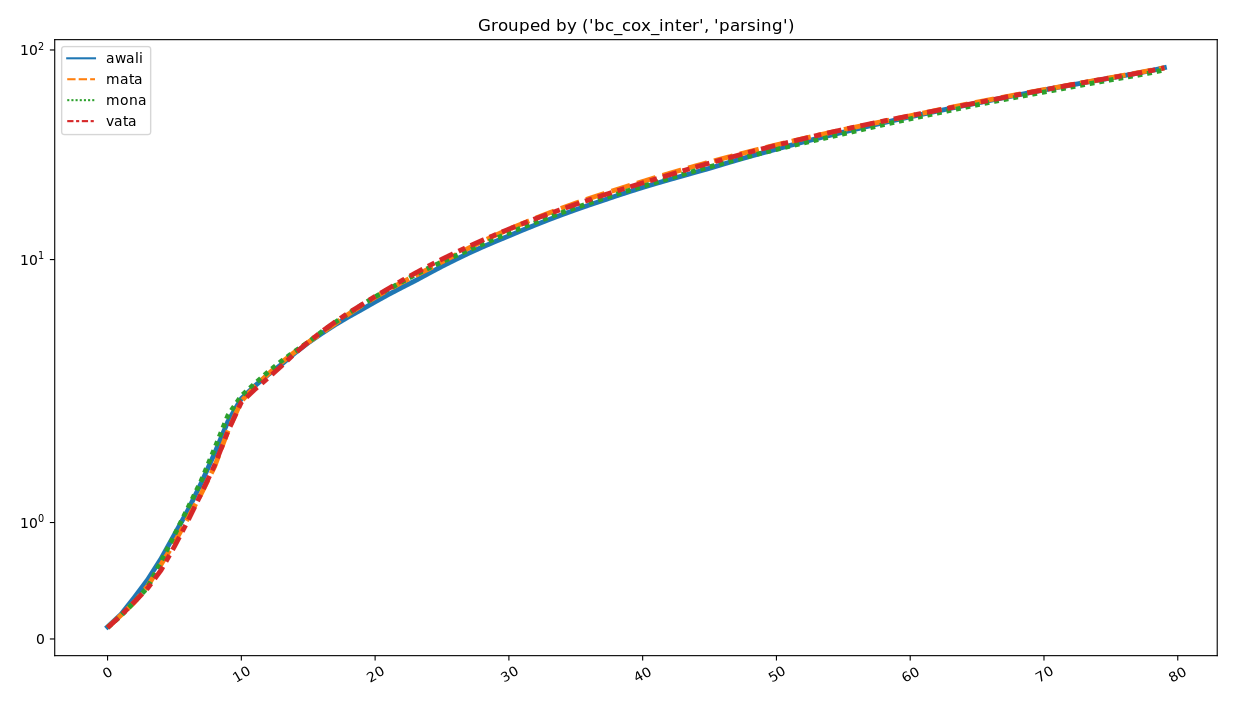 Grouped by ('bc_cox_inter', 'parsing')
10²
10¹
10⁰
0
awali
mata
mona
vata
0
10
20
30
40
50
60
70
80